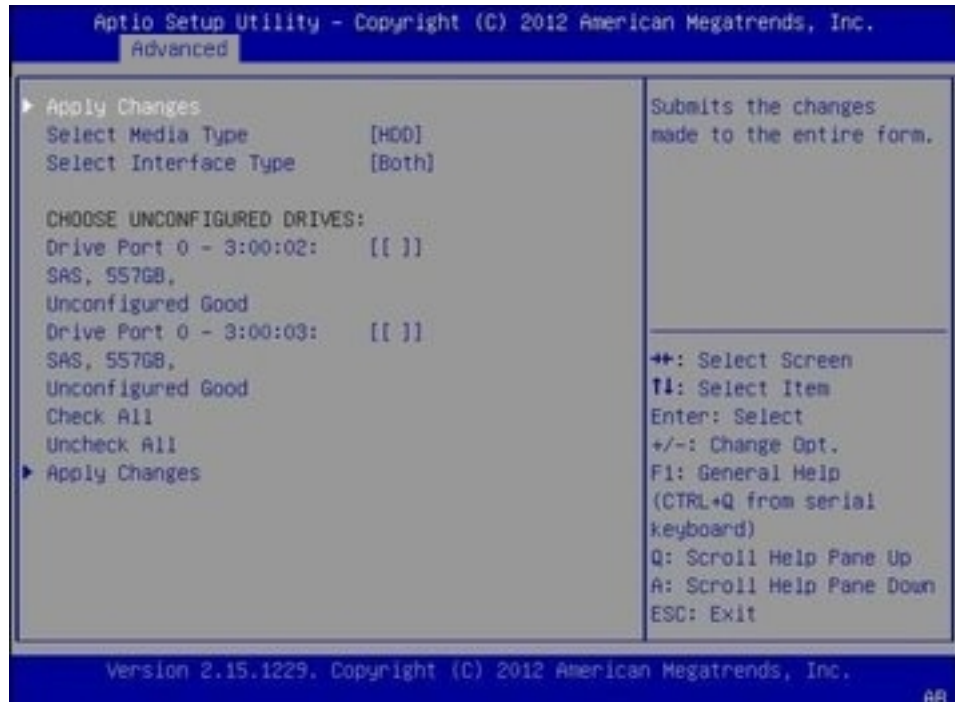 Aptio Setup Utility - Copyright (C) 2012 American Megatrends, Inc.
Advanced
Apply Changes
Select Media Type [HDD]
Select Interface Type [Both]
CHOOSE UNCONFIGURED DRIVES:
Drive Port 0 - 3:00:02: [[ ]]
SAS, 557GB,
Unconfigured Good
Drive Port 0 - 3:00:03: [[ ]]
SAS, 557GB,
Unconfigured Good
Check All
Uncheck All
Apply Changes
Submits the changes
made to the entire form.
→←: Select Screen
↑↓: Select Item
Enter: Select
+/-: Change Opt.
F1: General Help
(CTRL+Q from serial
keyboard)
Q: Scroll Help Pane Up
A: Scroll Help Pane Down
ESC: Exit
Version 2.15.1229. Copyright (C) 2012 American Megatrends, Inc.
AB